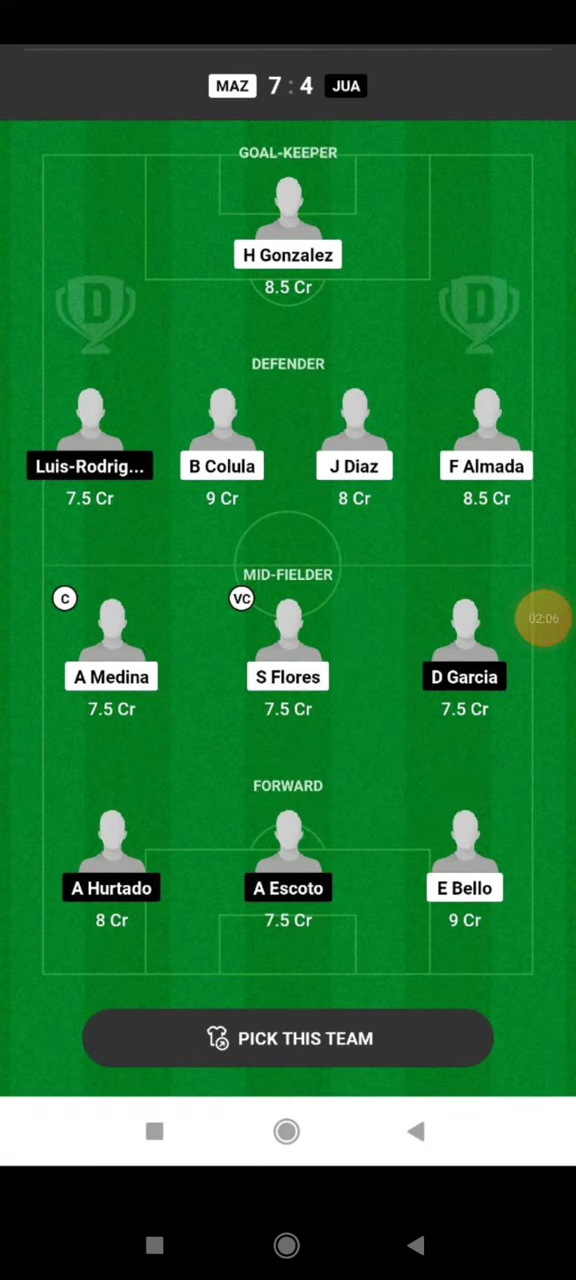 MAZ 7 : 4 JUA
GOAL-KEEPER
H Gonzalez
8.5 Cr
D D
DEFENDER
Luis-Rodrig... B Colula J Diaz F Almada
7.5 Cr 9 Cr 8 Cr 8.5 Cr
MID-FIELDER
C VC
02:06
A Medina S Flores D Garcia
7.5 Cr 7.5 Cr 7.5 Cr
FORWARD
A Hurtado A Escoto E Bello
8 Cr 7.5 Cr 9 Cr
PICK THIS TEAM